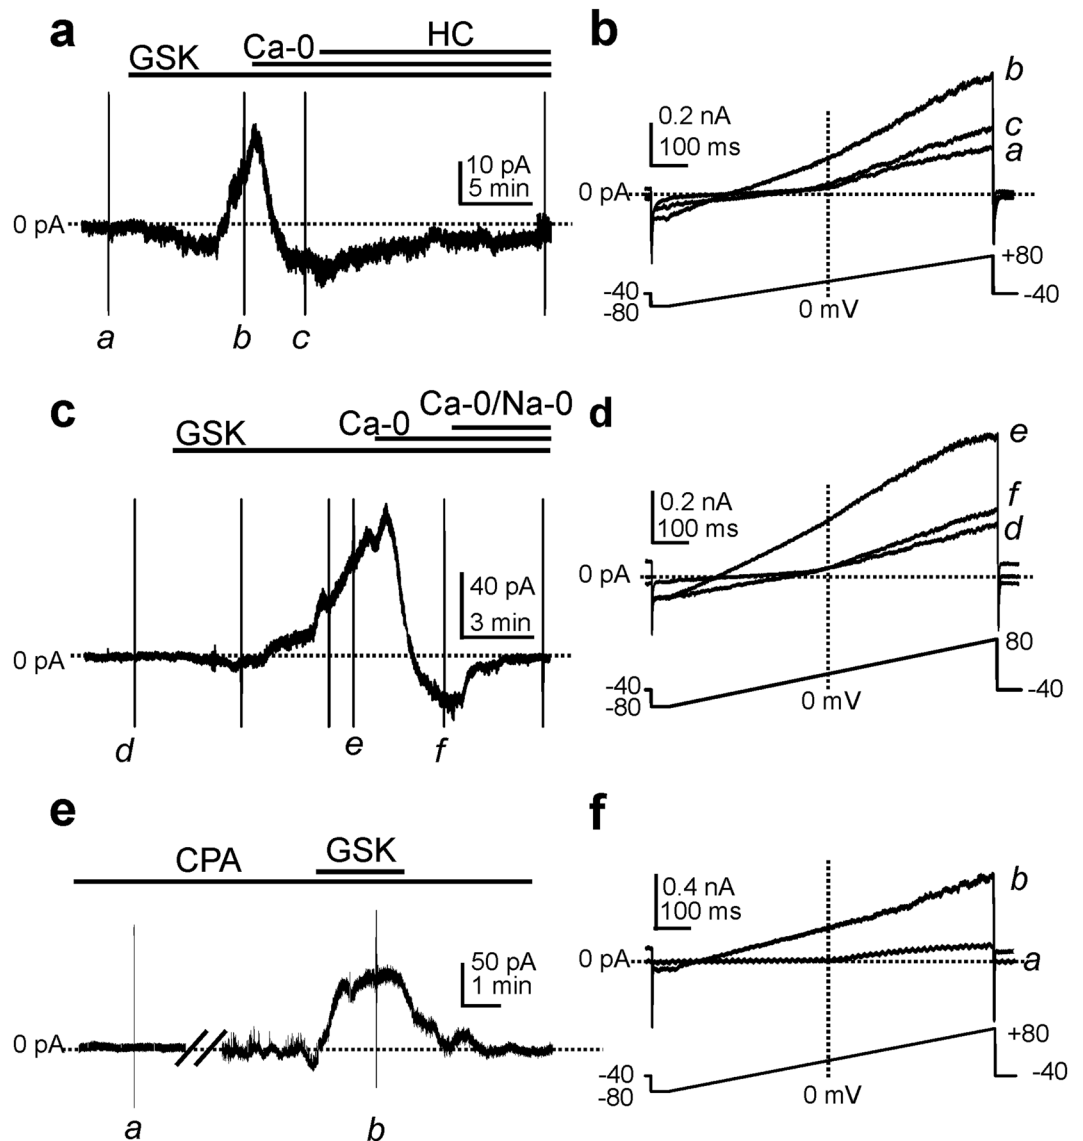 a
HC
Ca-0
GSK
10 pA
5 min
0 pA
a b c
b
b
0.2 nA
100 ms
c
a
0 pA
+80
-40 -40
-80
0 mV
c
Ca-0/Na-0
Ca-0
GSK
40 pA
3 min
0 pA
d e f
d
e
0.2 nA
100 ms
f
d
0 pA
80
-40 -40
-80
0 mV
e
GSK
CPA
50 pA
1 min
0 pA
a b
f
b
0.4 nA
100 ms
0 pA a
+80
-40 -40
-80
0 mV